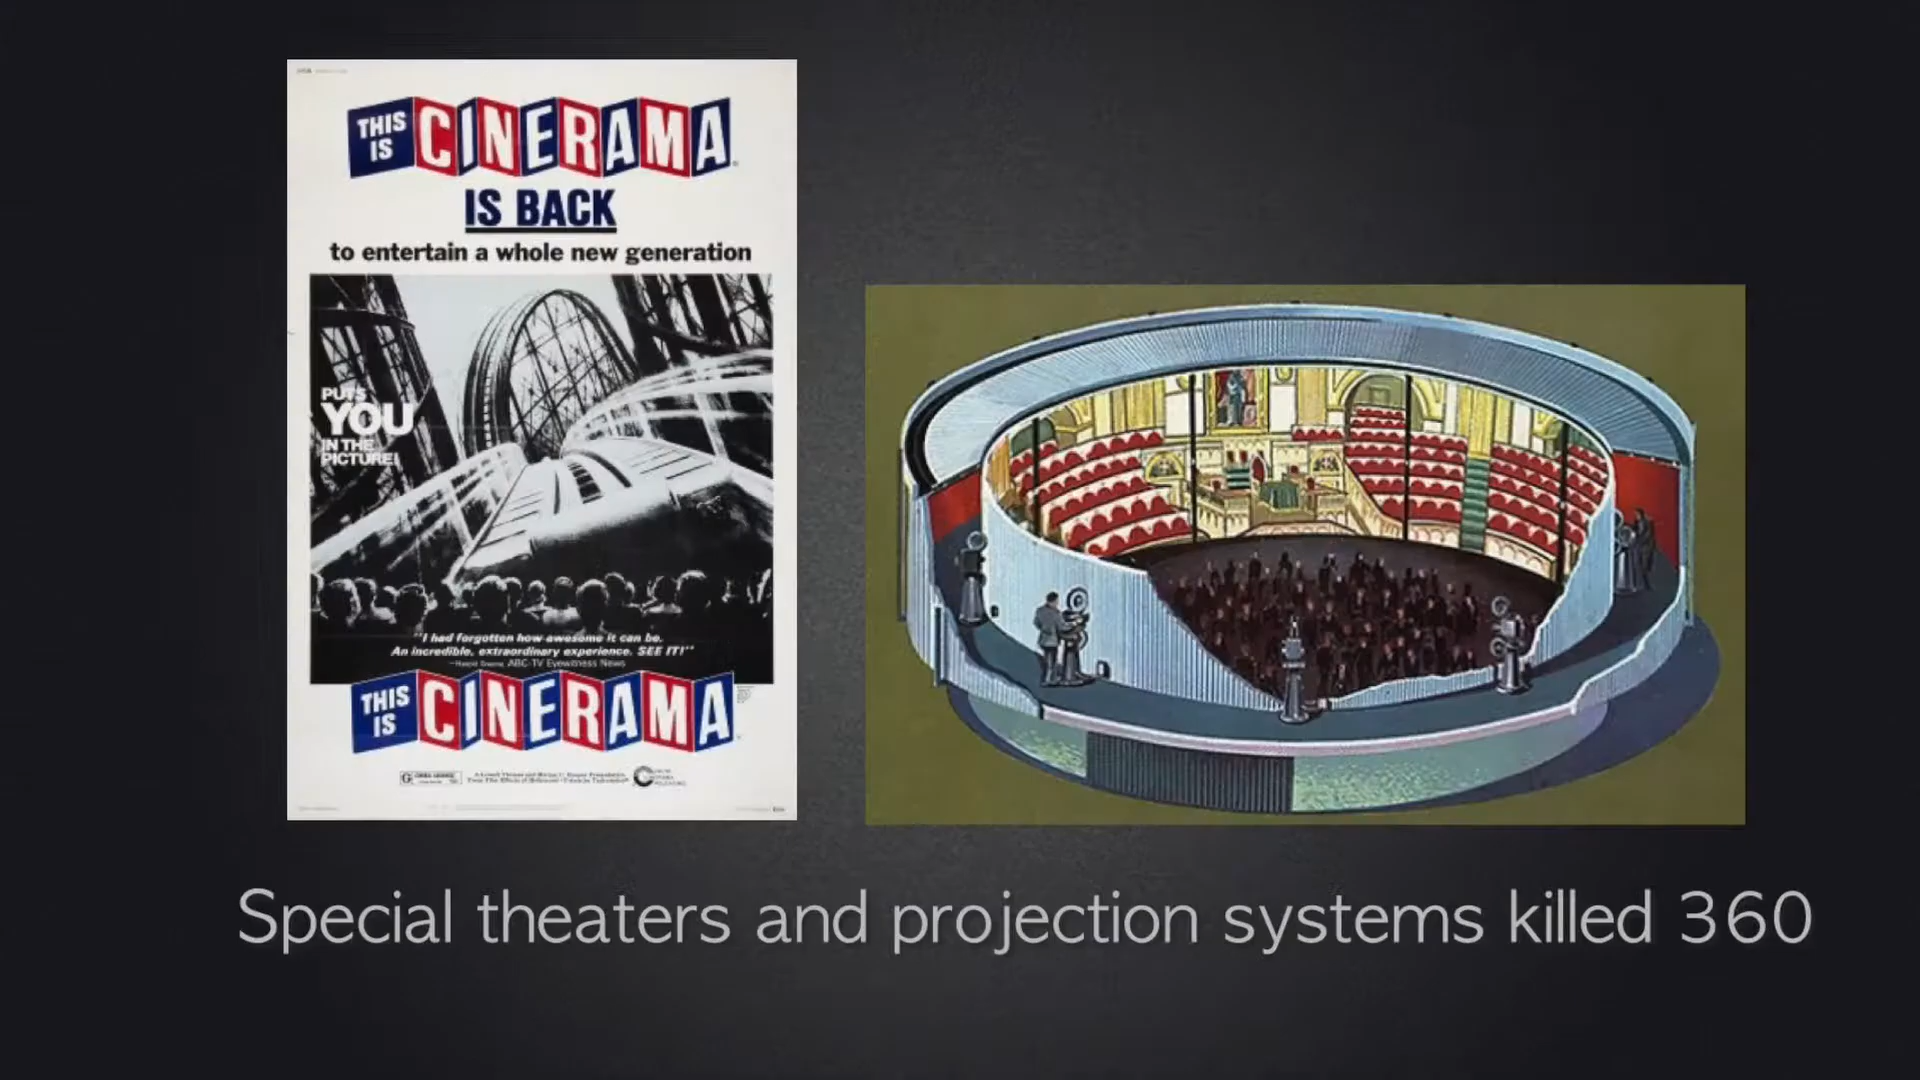 THIS IS CINERAMA
IS BACK
to entertain a whole new generation
PUTS
YOU
IN THE
PICTURE!
"I had forgotten how awesome it can be.
An incredible, extraordinary experience. SEE IT!"
ABC-TV Eyewitness News
THIS IS CINERAMA
G
Special theaters and projection systems killed 360